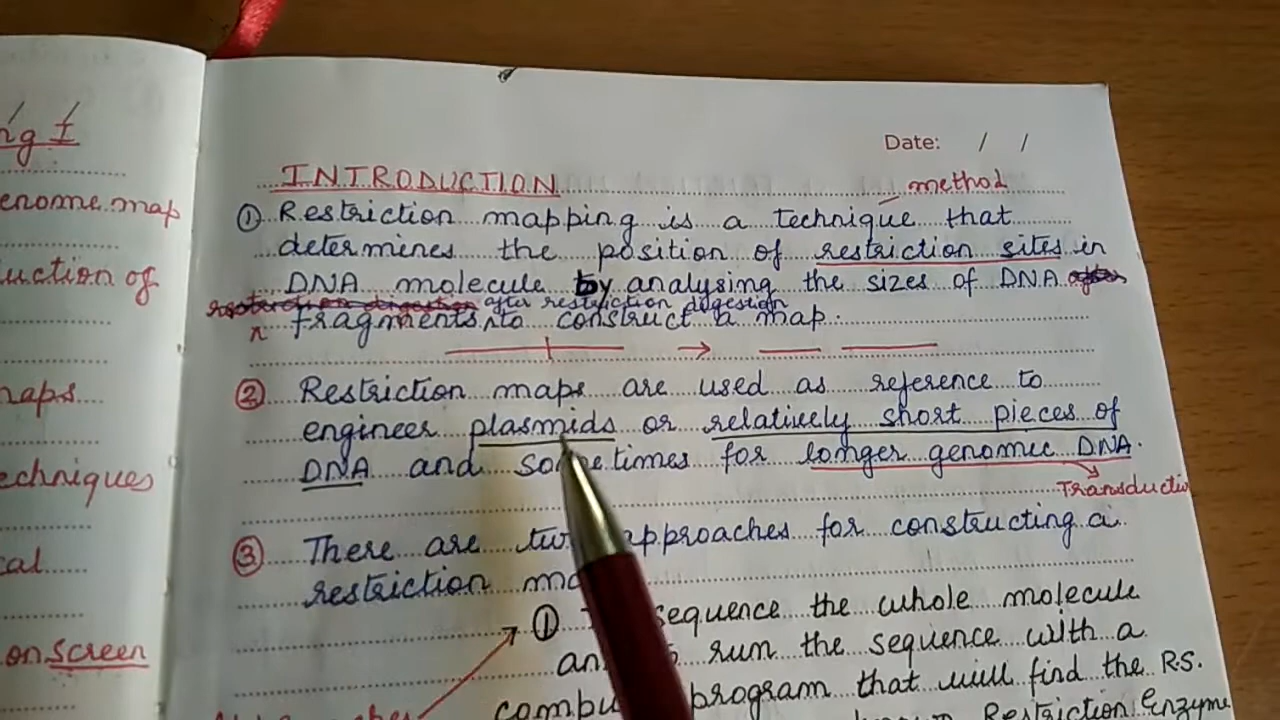 ng I
enome map
uction of
maps
echniques
cal
on screen
Date: / /
INTRODUCTION
method
① Restriction mapping is a technique that
determines the position of restriction sites in
DNA molecule by analysing the sizes of DNA
after restriction digestion
fragments to construct a map.
② Restriction maps are used as reference to
engineer plasmids or relatively short pieces of
DNA and sometimes for longer genomic DNA.
Transductio
③ There are two approaches for constructing a
restriction
① sequence the whole molecule
run the sequence with a
program that will find the R.S.
Restriction Enzyme